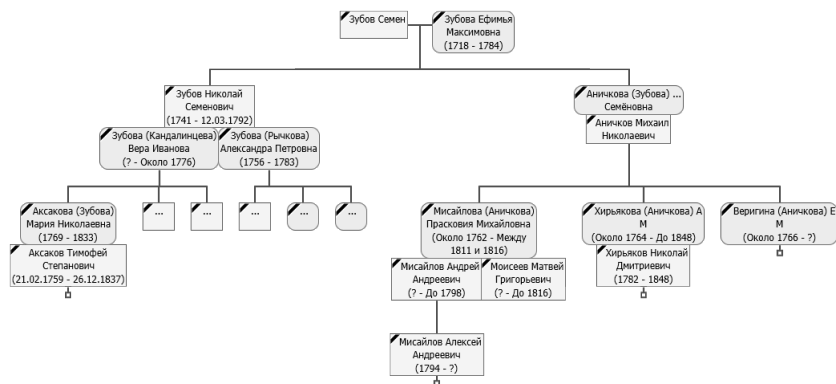 Зубов Семен
Зубова Ефимья
Максимовна
(1718 - 1784)
Зубов Николай
Семенович
(1741 - 12.03.1792)
Аничкова (Зубова) ...
Семёновна
Аничков Михаил
Николаевич
Зубова (Кандалинцева)
Вера Иванова
(? - Около 1776)
Зубова (Рычкова)
Александра Петровна
(1756 - 1783)
Аксакова (Зубова)
Мария Николаевна
(1769 - 1833)
Аксаков Тимофей
Степанович
(21.02.1759 - 26.12.1837)
...
...
...
...
...
Мисайлова (Аничкова)
Прасковия Михайловна
(Около 1762 - Между
1811 и 1816)
Мисайлов Андрей
Андреевич
(? - До 1798)
Моисеев Матвей
Григорьевич
(? - До 1816)
Хирьякова (Аничкова) А
М
(Около 1764 - До 1848)
Хирьяков Николай
Дмитриевич
(1782 - 1848)
Веригина (Аничкова) Е
М
(Около 1766 - ?)
Мисайлов Алексей
Андреевич
(1794 - ?)